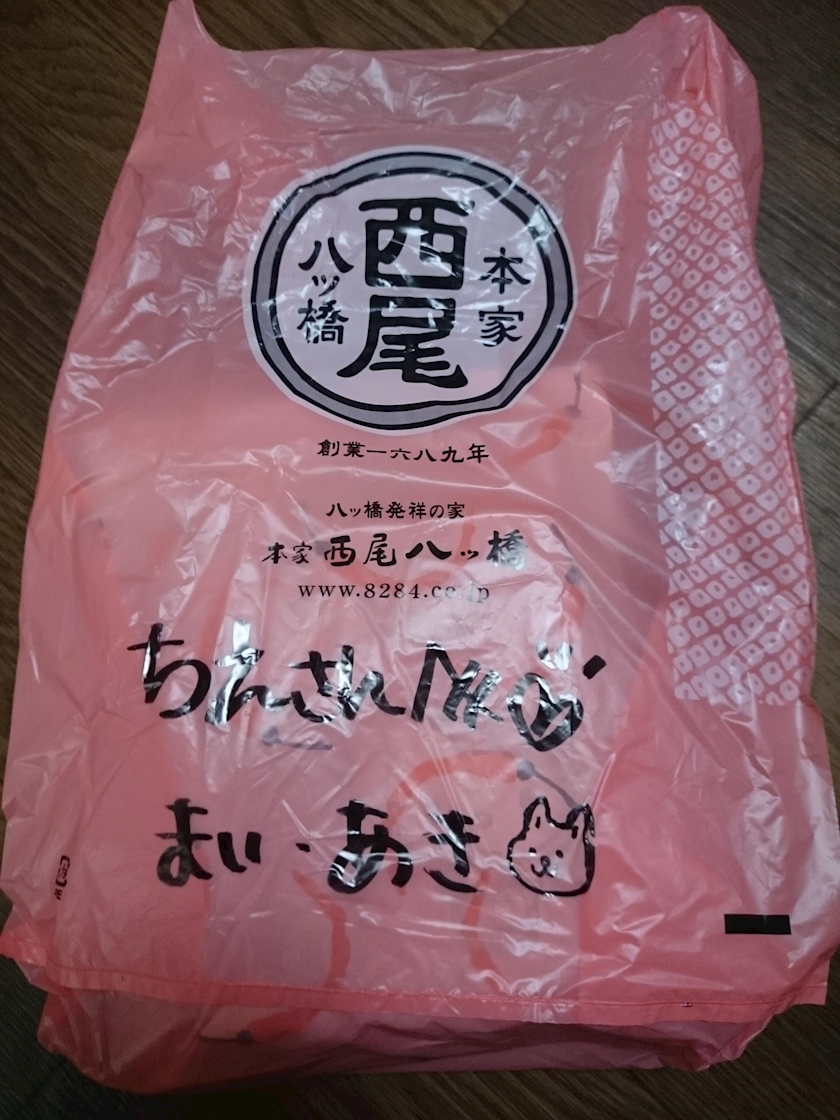 本家
西尾
八ッ橋
創業一六八九年
八ッ橋発祥の家
本家 西尾八ッ橋
www.8284.co.jp
ちえさん
まい・あき